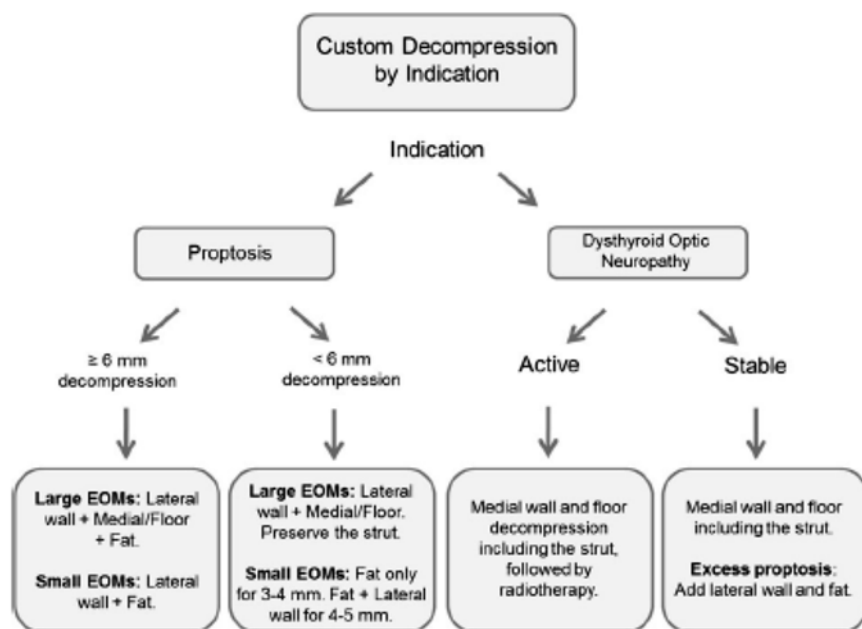 Custom Decompression
by Indication
Indication
Proptosis
Dysthyroid Optic
Neuropathy
≥ 6 mm
decompression
< 6 mm
decompression
Active
Stable
Large EOMs: Lateral
wall + Medial/Floor
+ Fat.
Small EOMs: Lateral
wall + Fat.
Large EOMs: Lateral
wall + Medial/Floor.
Preserve the strut.
Small EOMs: Fat only
for 3-4 mm. Fat + Lateral
wall for 4-5 mm.
Medial wall and floor
decompression
including the strut,
followed by
radiotherapy.
Medial wall and floor
including the strut.
Excess proptosis:
Add lateral wall and fat.